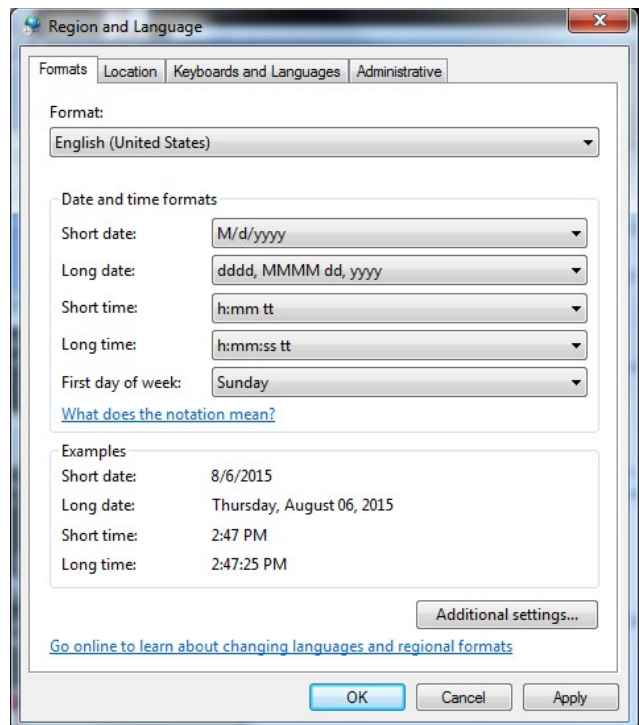 Region and Language
Formats Location Keyboards and Languages Administrative
Format:
English (United States)
Date and time formats
Short date: M/d/yyyy
Long date: dddd, MMMM dd, yyyy
Short time: h:mm tt
Long time: h:mm:ss tt
First day of week: Sunday
What does the notation mean?
Examples
Short date: 8/6/2015
Long date: Thursday, August 06, 2015
Short time: 2:47 PM
Long time: 2:47:25 PM
Additional settings...
Go online to learn about changing languages and regional formats
OK Cancel Apply